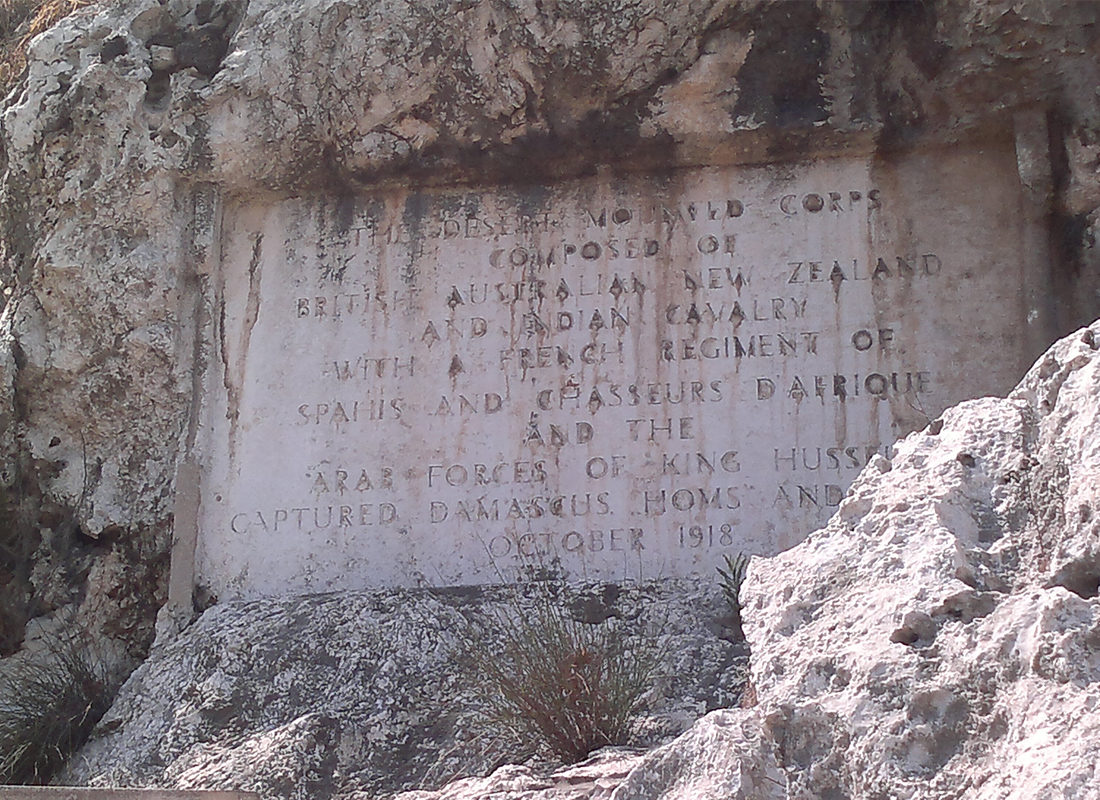 THE DESERT MOUNTED CORPS
COMPOSED OF
BRITISH AUSTRALIAN NEW ZEALAND
AND INDIAN CAVALRY
WITH A FRENCH REGIMENT OF
SPAHIS AND CHASSEURS D'AFRIQUE
AND THE
ARAB FORCES OF KING
CAPTURED DAMASCUS HOMS AND
OCTOBER 1918